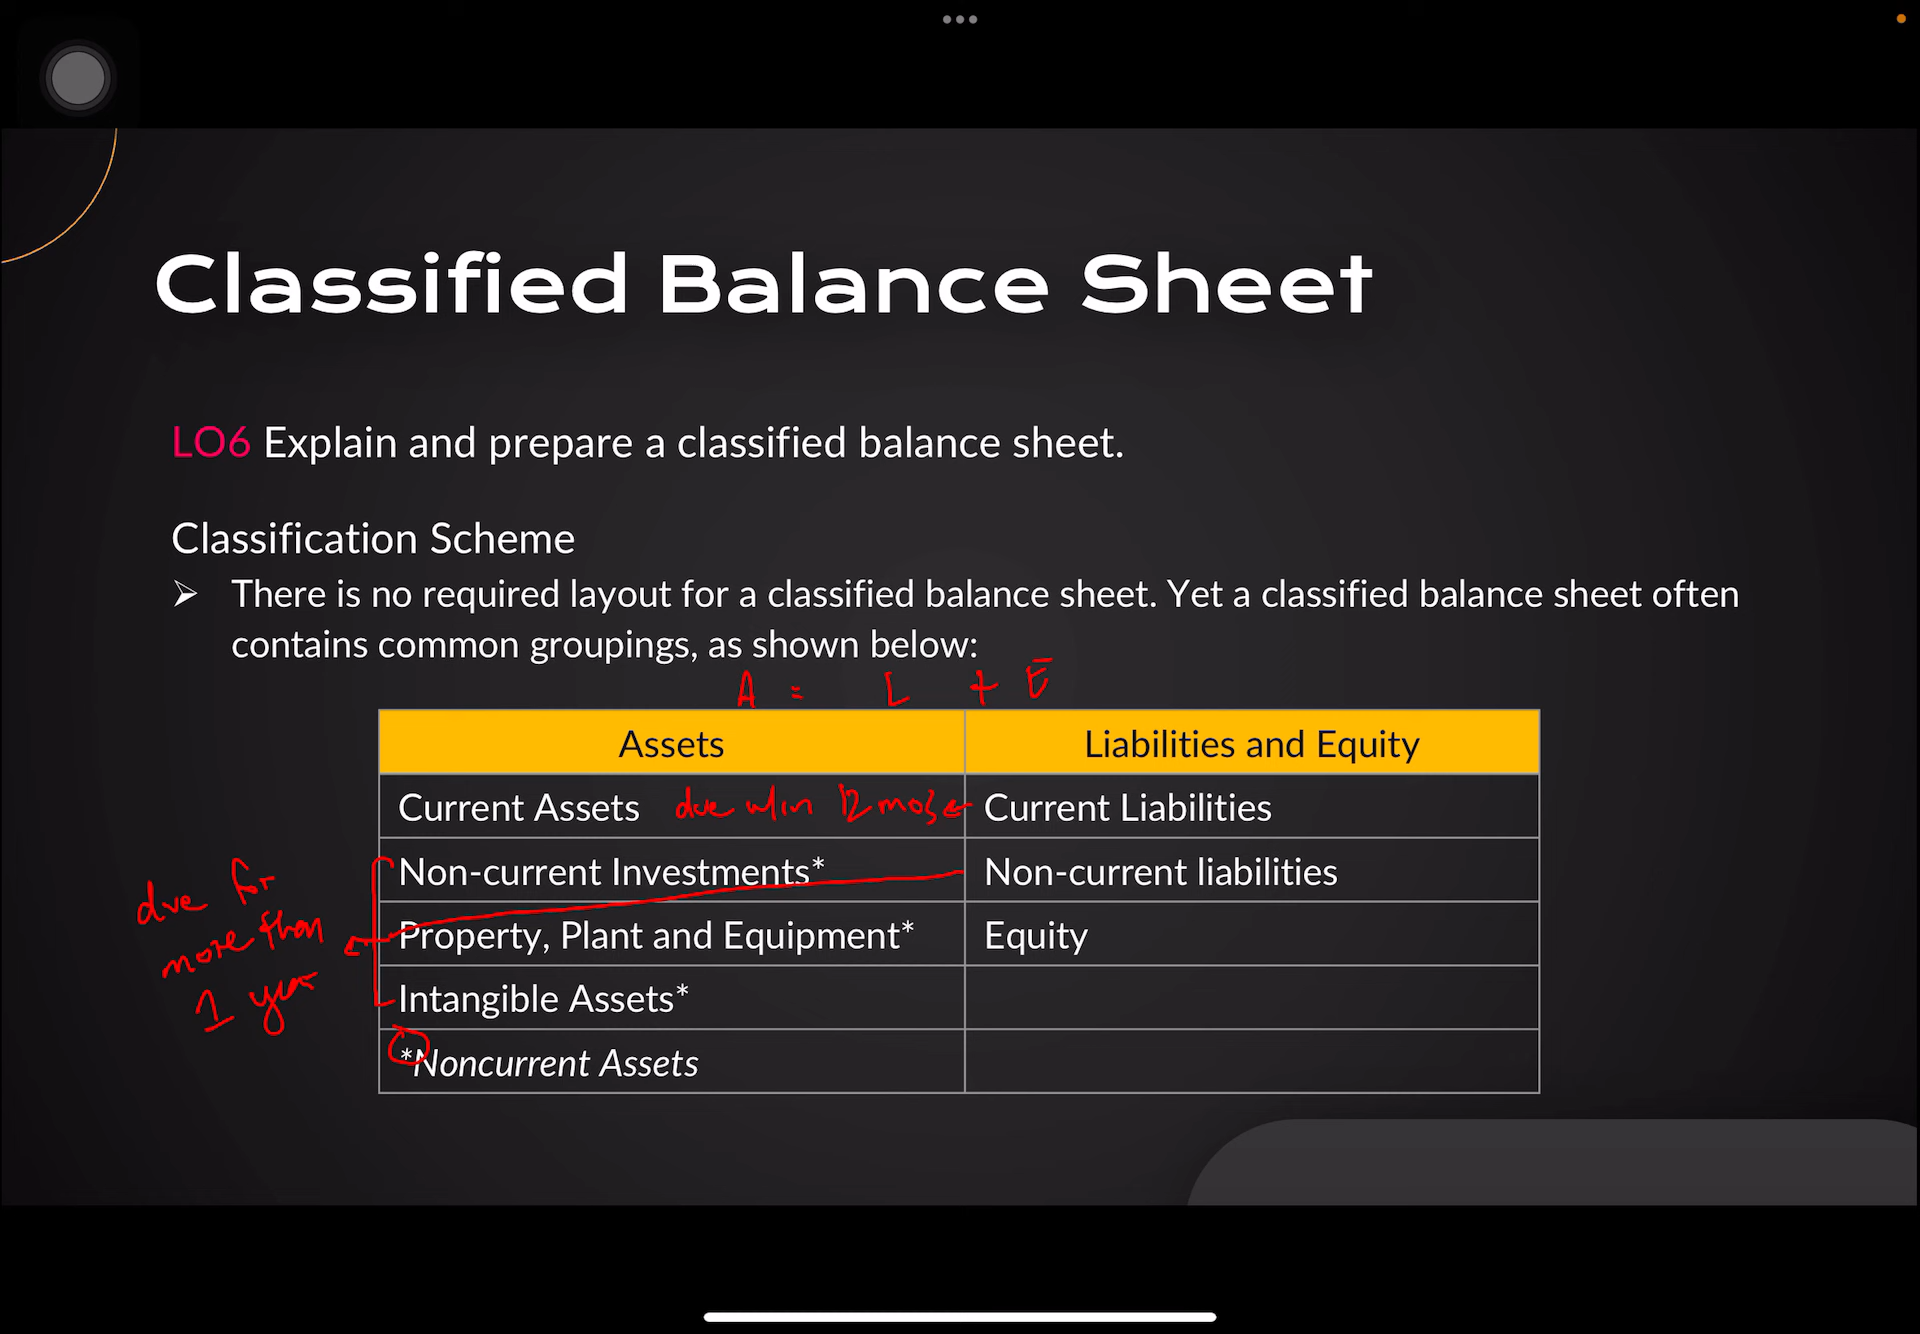 Classified Balance Sheet
LO6 Explain and prepare a classified balance sheet.
Classification Scheme
➢ There is no required layout for a classified balance sheet. Yet a classified balance sheet often
contains common groupings, as shown below:
A = L + E
Assets Liabilities and Equity
Current Assets due w/in 12 mos Current Liabilities
Non-current Investments* Non-current liabilities
Property, Plant and Equipment* Equity
Intangible Assets*
*Noncurrent Assets
due for
more than
1 year